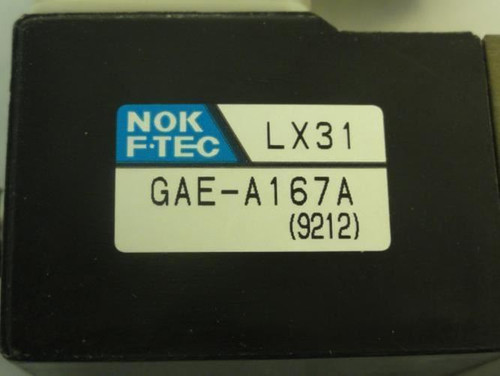 NOK
F·TEC
LX31
GAE-A167A
(9212)